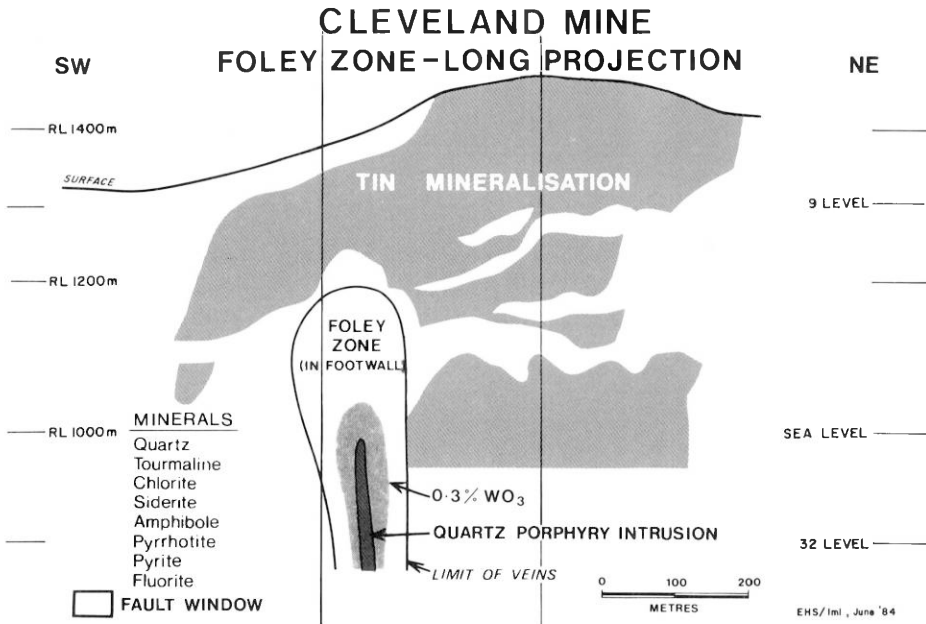 CLEVELAND MINE
FOLEY ZONE-LONG PROJECTION
SW
NE
RL 1400m
SURFACE
TIN MINERALISATION
9 LEVEL
RL 1200m
FOLEY
ZONE
(IN FOOTWALL)
RL 1000m
SEA LEVEL
MINERALS
Quartz
Tourmaline
Chlorite
Siderite
Amphibole
Pyrrhotite
Pyrite
Fluorite
0·3% WO₃
QUARTZ PORPHYRY INTRUSION
32 LEVEL
LIMIT OF VEINS
FAULT WINDOW
0 100 200
METRES
EHS/lml, June '84